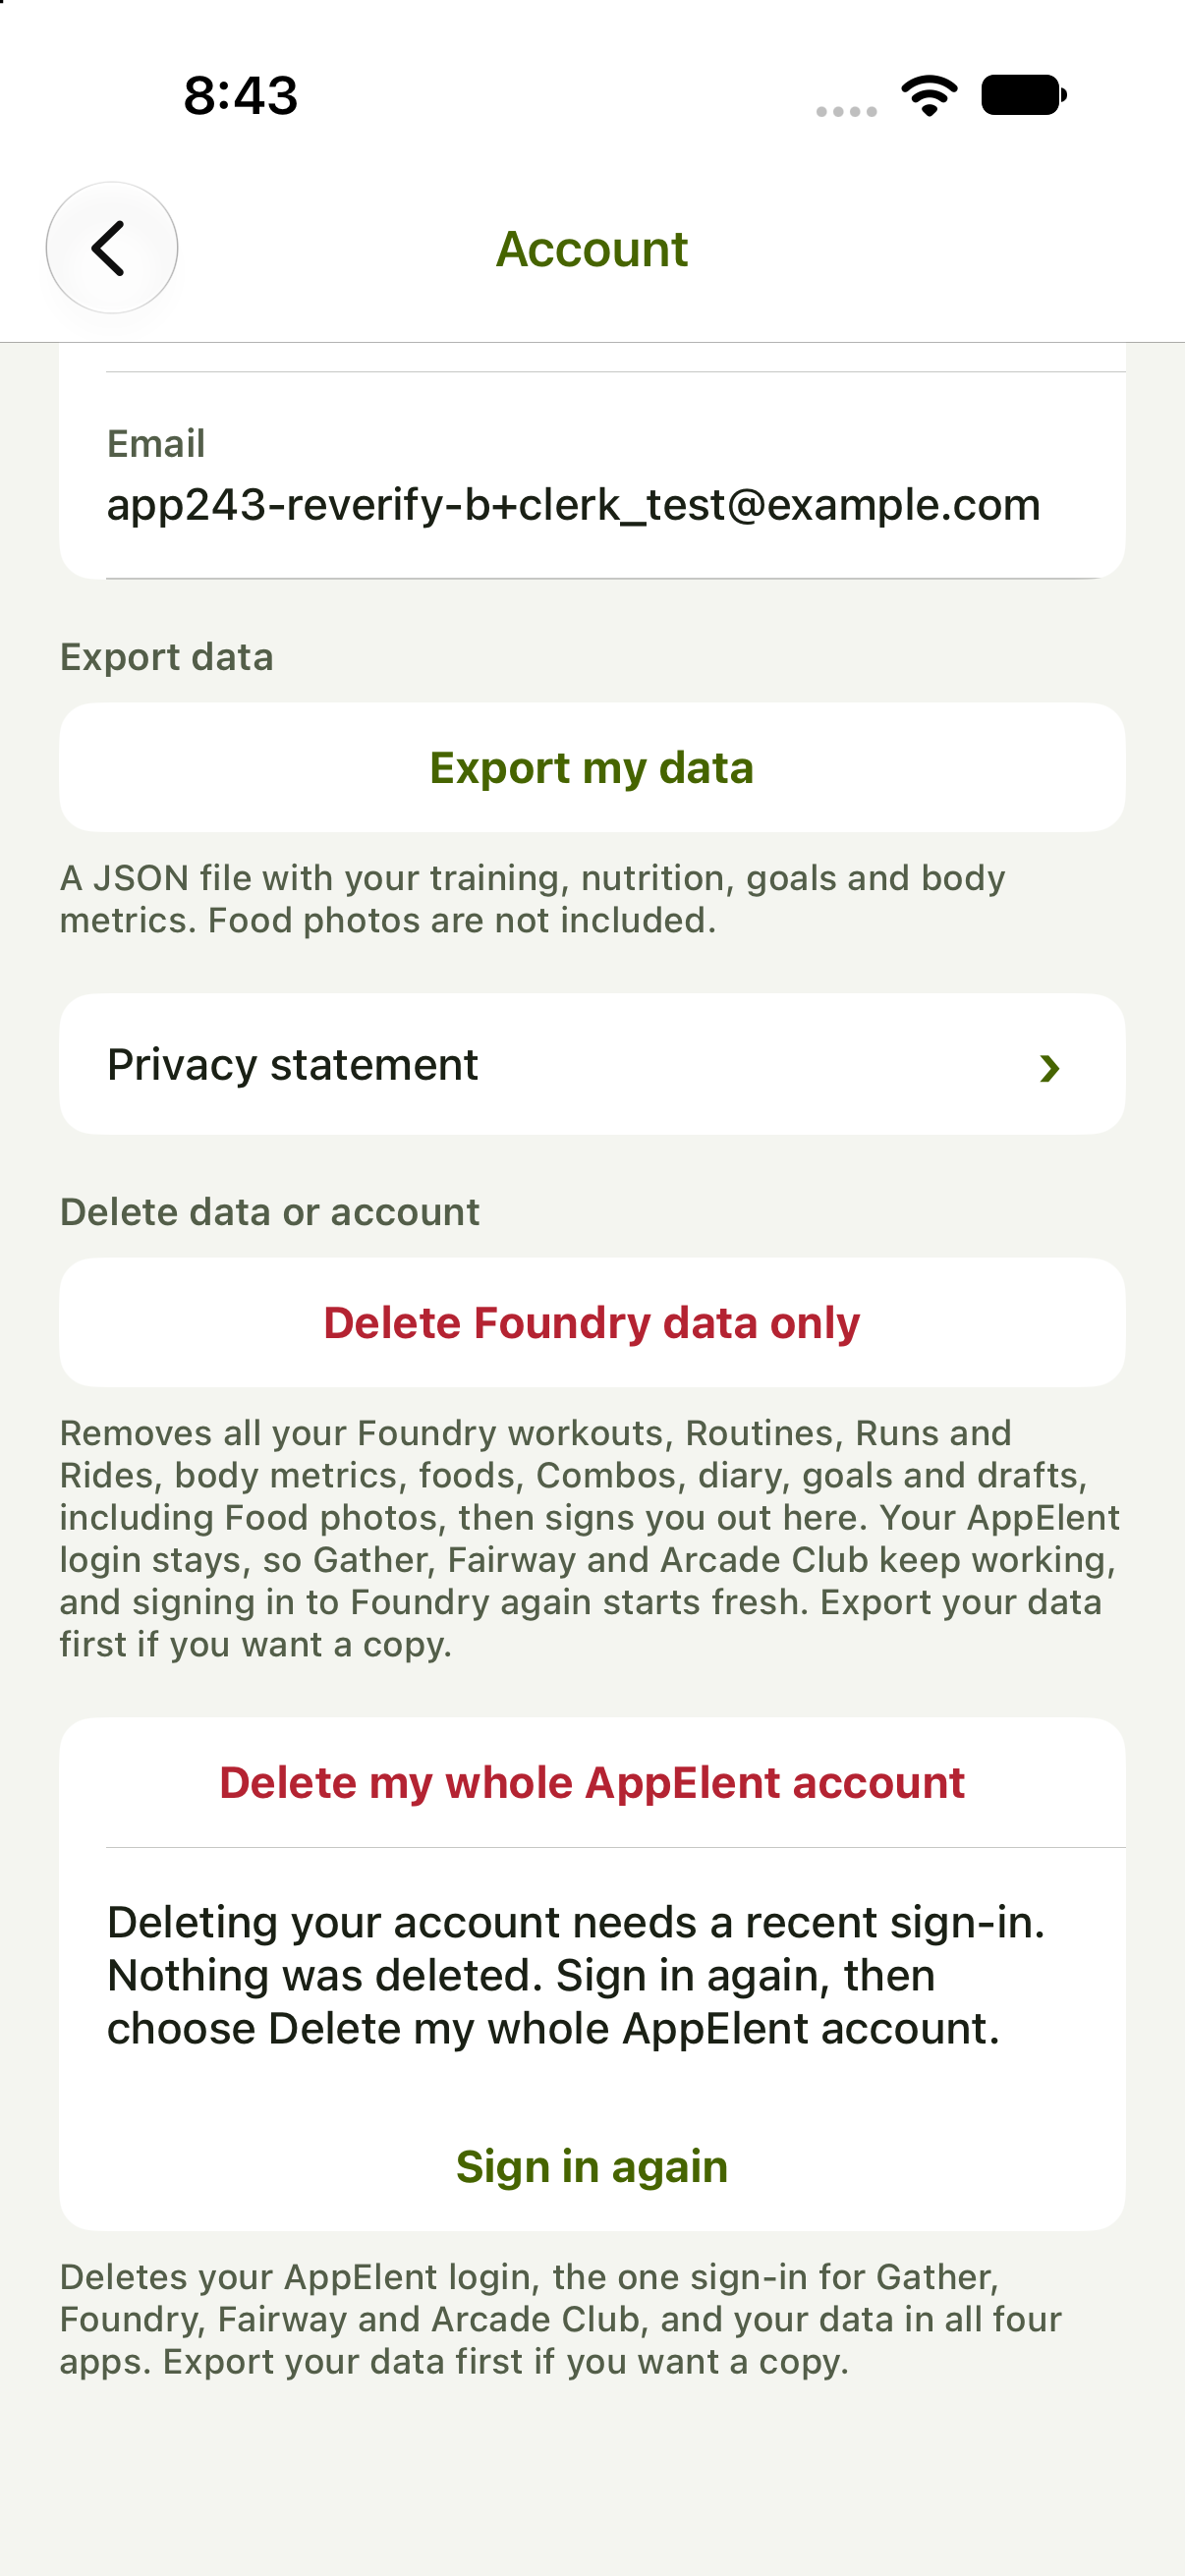 8:43
Account
Email
app243-reverify-b+clerk_test@example.com
Export data
Export my data
A JSON file with your training, nutrition, goals and body
metrics. Food photos are not included.
Privacy statement
Delete data or account
Delete Foundry data only
Removes all your Foundry workouts, Routines, Runs and
Rides, body metrics, foods, Combos, diary, goals and drafts,
including Food photos, then signs you out here. Your AppElent
login stays, so Gather, Fairway and Arcade Club keep working,
and signing in to Foundry again starts fresh. Export your data
first if you want a copy.
Delete my whole AppElent account
Deleting your account needs a recent sign-in.
Nothing was deleted. Sign in again, then
choose Delete my whole AppElent account.
Sign in again
Deletes your AppElent login, the one sign-in for Gather,
Foundry, Fairway and Arcade Club, and your data in all four
apps. Export your data first if you want a copy.